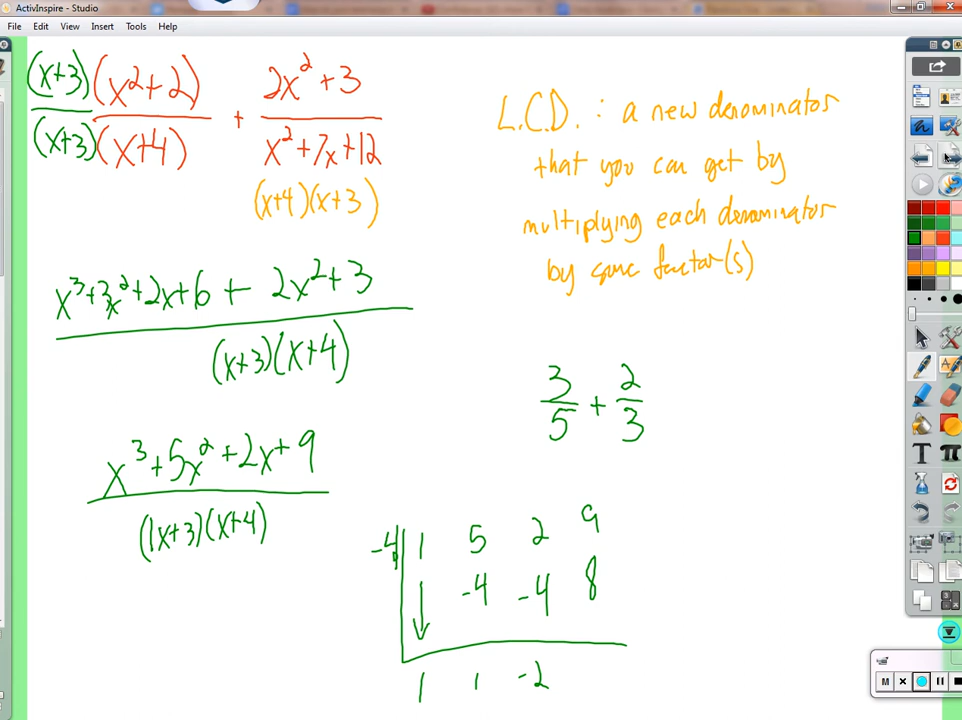 ActivInspire - Studio
File Edit View Insert Tools Help
(x+3) (x²+2) / (x+3) (x+4) + 2x²+3 / x²+7x+12
(x+4)(x+3)
L.C.D. : a new denominator
that you can get by
multiplying each denominator
by some factor(s)
x³+3x²+2x+6 + 2x²+3
(x+3)(x+4)
3/5 + 2/3
x³+5x²+2x+9
(x+3)(x+4)
-4 1 5 2 9
-4 -4 8
1 1 -2